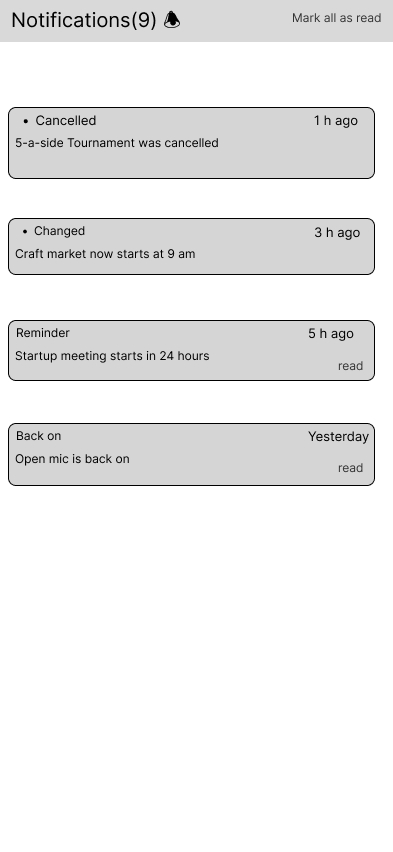 Notifications(9)
Mark all as read
• Cancelled
1 h ago
5-a-side Tournament was cancelled
• Changed
3 h ago
Craft market now starts at 9 am
Reminder
5 h ago
Startup meeting starts in 24 hours
read
Back on
Yesterday
Open mic is back on
read